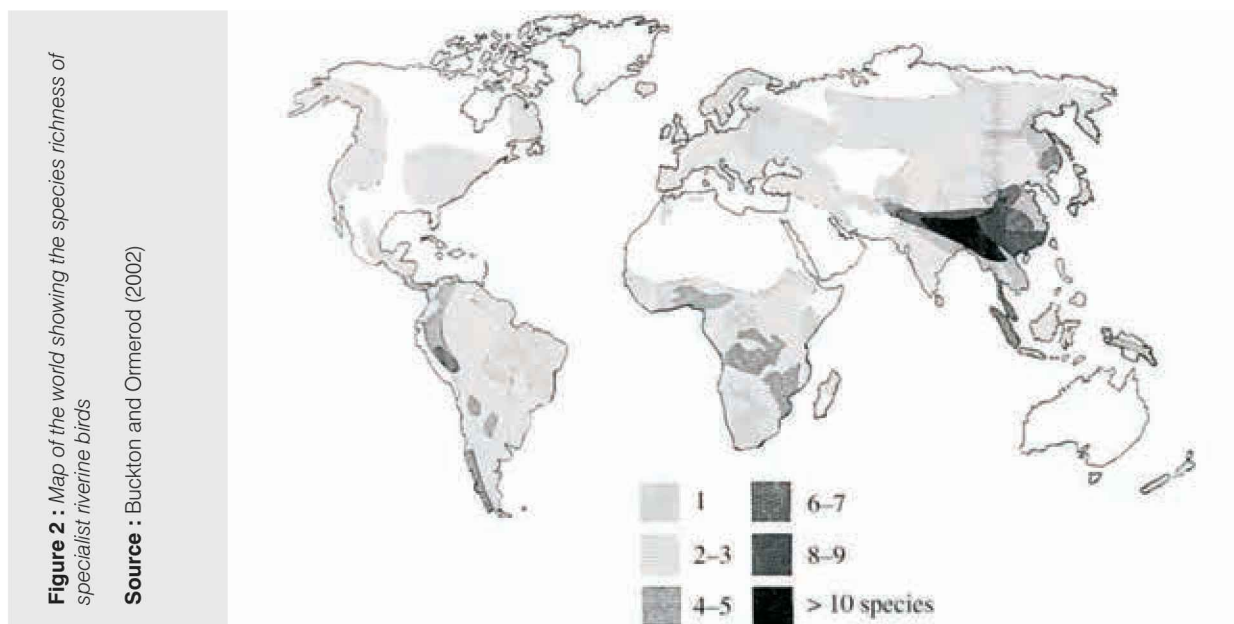 Figure 2 : Map of the world showing the species richness of
specialist riverine birds
Source : Buckton and Ormerod (2002)
1
2–3
4–5
6–7
8–9
> 10 species